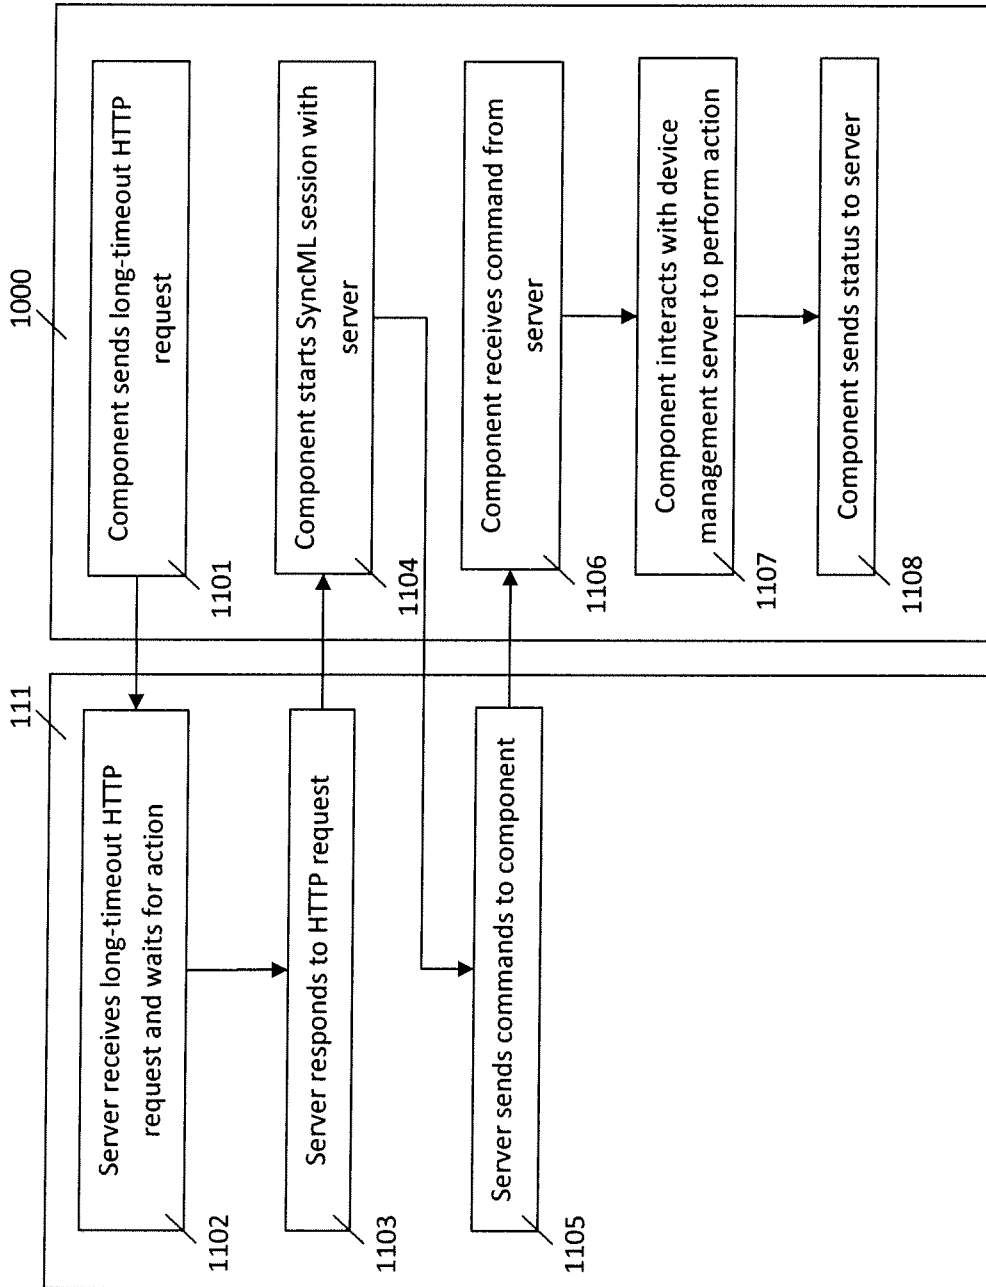 111
1000
Server receives long-timeout HTTP
request and waits for action
1102
Component sends long-timeout HTTP
request
1101
Server responds to HTTP request
1103
Component starts SyncML session with
server
1104
Server sends commands to component
1105
Component receives command from
server
1106
Component interacts with device
management server to perform action
1107
Component sends status to server
1108